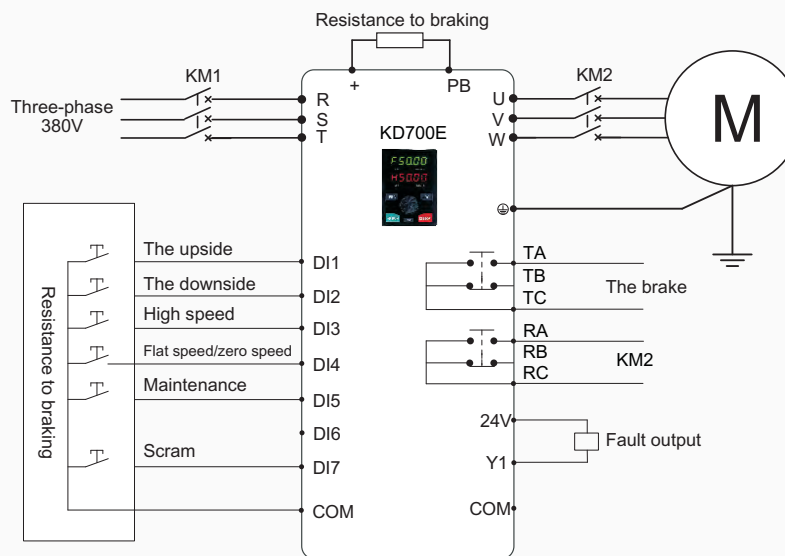 Resistance to braking
KM1
+
PB
KM2
Three-phase
380V
R
S
T
U
V
W
M
KD700E
F50.00
H50.00
The upside
DI1
The downside
DI2
High speed
DI3
Flat speed/zero speed
DI4
Maintenance
DI5
DI6
Scram
DI7
COM
Resistance to braking
TA
TB
TC
The brake
RA
RB
RC
KM2
24V
Y1
Fault output
COM